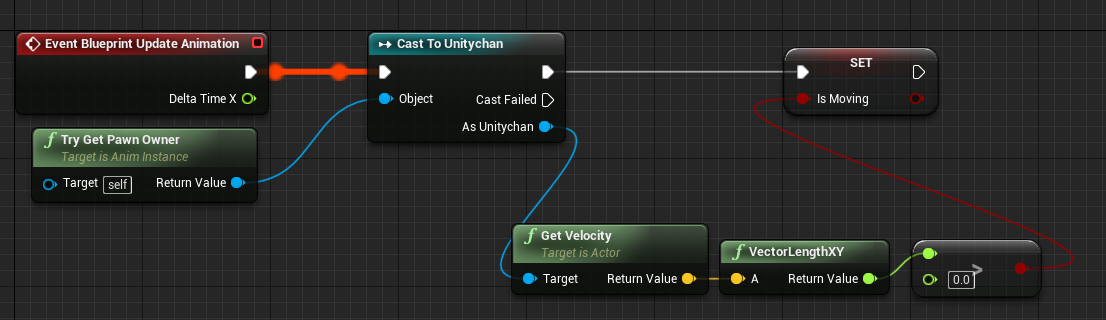 Event Blueprint Update Animation
Delta Time X
Try Get Pawn Owner
Target is Anim Instance
Target self Return Value
Cast To Unitychan
Object
Cast Failed
As Unitychan
SET
Is Moving
Get Velocity
Target is Actor
Target Return Value
VectorLengthXY
A Return Value
>
0.0